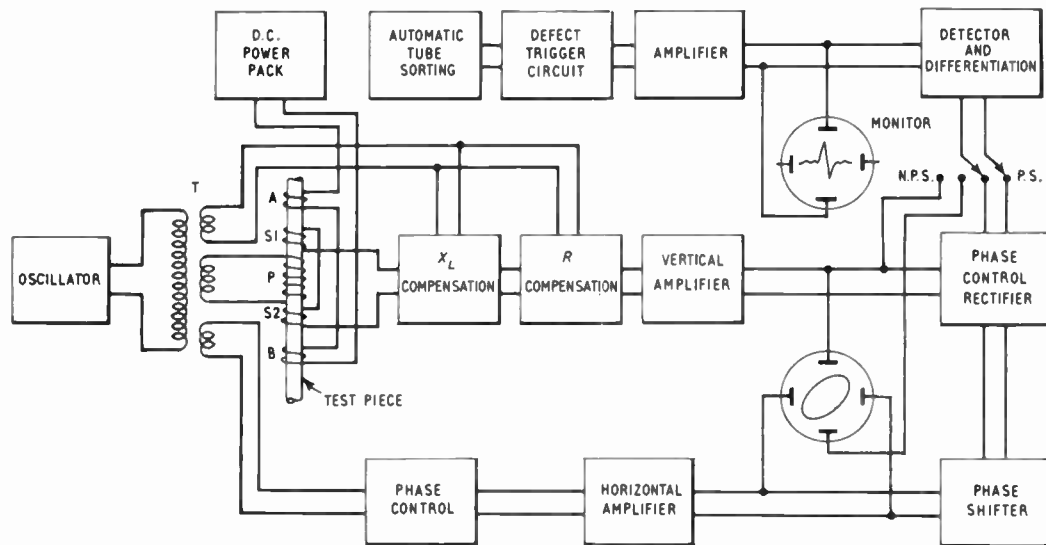 D.C.
POWER
PACK
AUTOMATIC
TUBE
SORTING
DEFECT
TRIGGER
CIRCUIT
AMPLIFIER
DETECTOR
AND
DIFFERENTIATION
MONITOR
N.P.S.
P.S.
T
A
S1
P
S2
B
OSCILLATOR
X_L
COMPENSATION
R
COMPENSATION
VERTICAL
AMPLIFIER
PHASE
CONTROL
RECTIFIER
TEST PIECE
PHASE
CONTROL
HORIZONTAL
AMPLIFIER
PHASE
SHIFTER